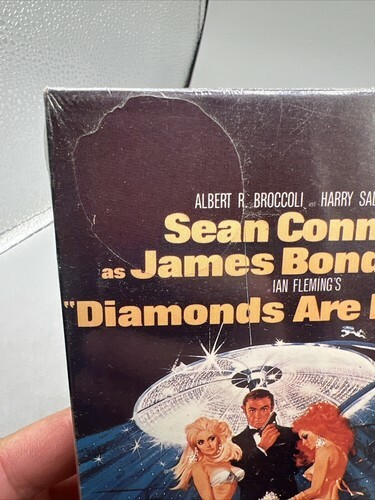 ALBERT R. BROCCOLI and HARRY SAL
Sean Conn
as James Bond
IAN FLEMING'S
"Diamonds Are